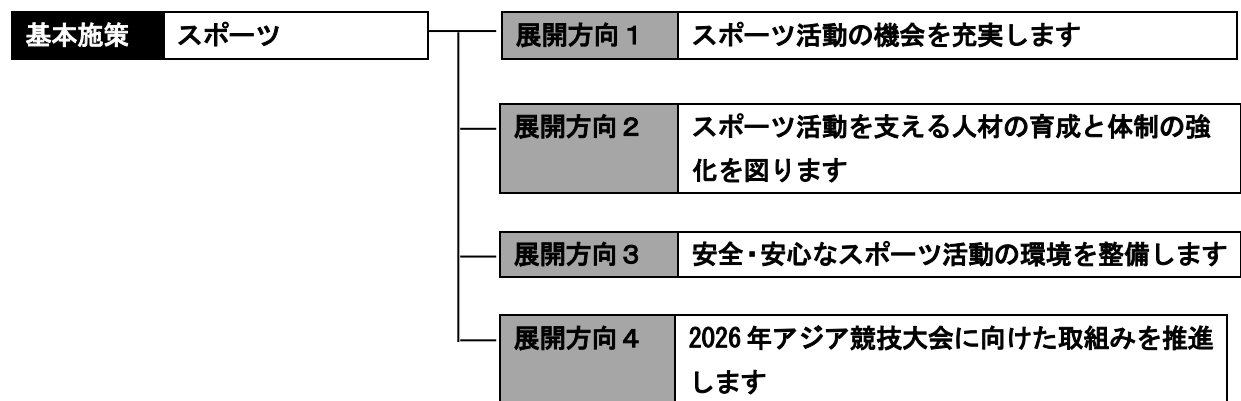 基本施策 スポーツ
展開方向１ スポーツ活動の機会を充実します
展開方向２ スポーツ活動を支える人材の育成と体制の強
化を図ります
展開方向３ 安全・安心なスポーツ活動の環境を整備します
展開方向４ 2026年アジア競技大会に向けた取組みを推進
します